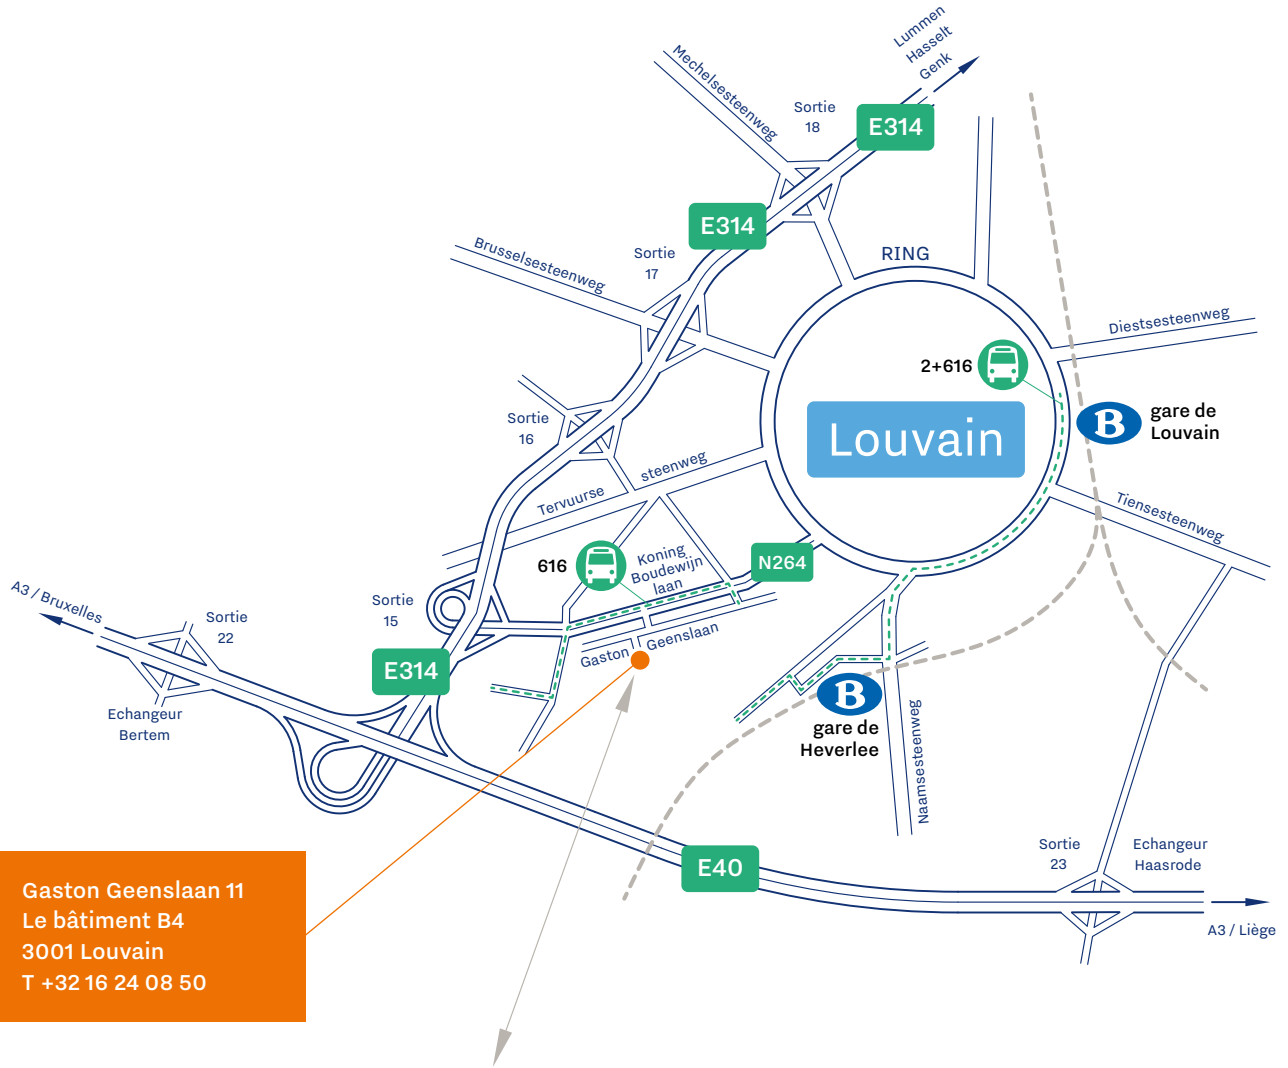 Lummen
Hasselt
Genk
Mechelsesteenweg
Sortie
18
E314
E314
Brusselsesteenweg
Sortie
17
RING
Diestsesteenweg
2+616
B
gare de
Louvain
Louvain
Sortie
16
Tervuurse steenweg
Tiensesteenweg
616
Koning
Boudewijn
laan
N264
A3 / Bruxelles
Sortie
22
Sortie
15
Gaston Geenslaan
E314
Echangeur
Bertem
B
gare de
Heverlee
Naamsesteenweg
E40
Sortie
23
Echangeur
Haasrode
A3 / Liège
Gaston Geenslaan 11
Le bâtiment B4
3001 Louvain
T +32 16 24 08 50